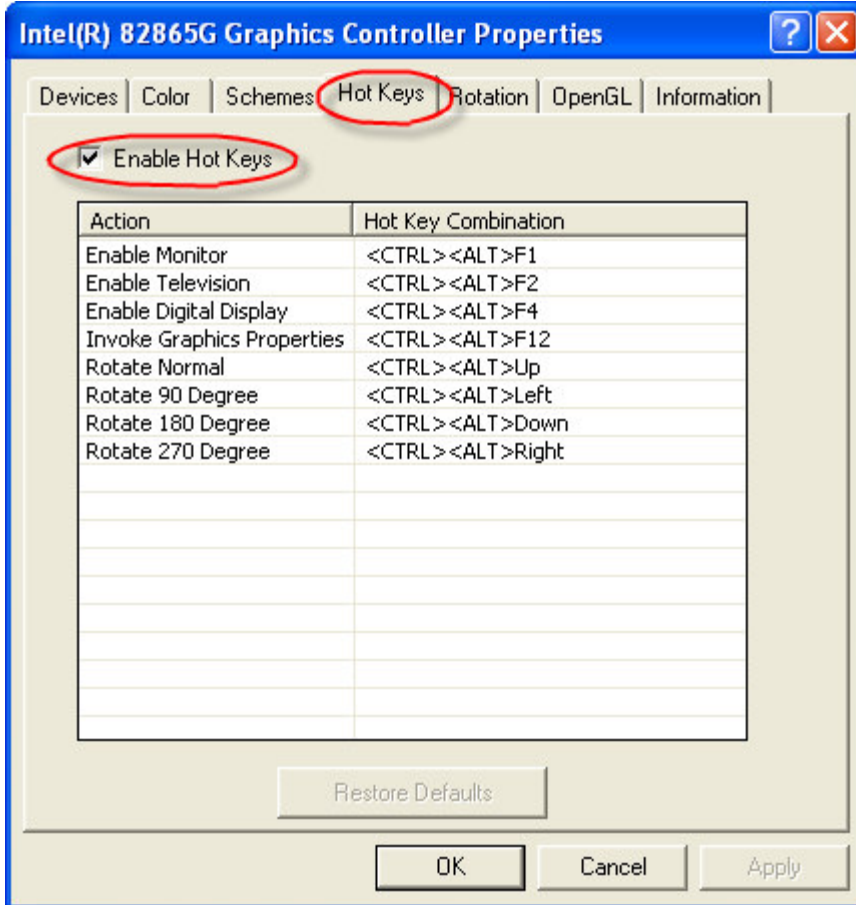 Intel(R) 82865G Graphics Controller Properties
Devices Color Schemes Hot Keys Rotation OpenGL Information
Enable Hot Keys
Action Hot Key Combination
Enable Monitor <CTRL><ALT>F1
Enable Television <CTRL><ALT>F2
Enable Digital Display <CTRL><ALT>F4
Invoke Graphics Properties <CTRL><ALT>F12
Rotate Normal <CTRL><ALT>Up
Rotate 90 Degree <CTRL><ALT>Left
Rotate 180 Degree <CTRL><ALT>Down
Rotate 270 Degree <CTRL><ALT>Right
Restore Defaults
OK Cancel Apply